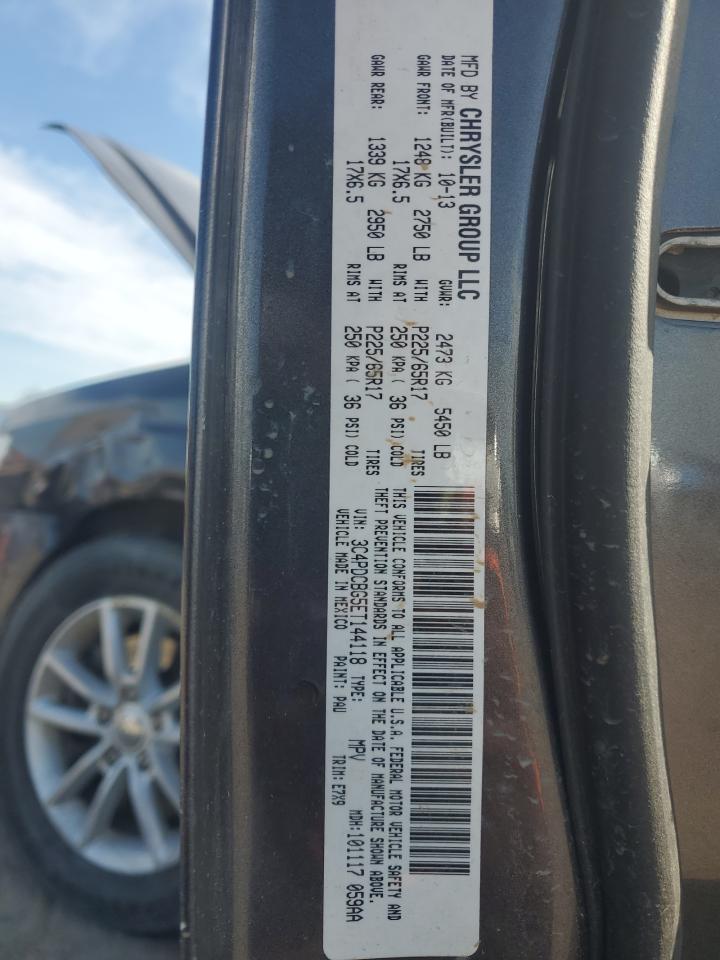 MFD BY CHRYSLER GROUP LLC
DATE OF MFR(BUILT): 10-13 GVWR: 2473 KG 5450 LB
GAWR FRONT: 1248 KG 2750 LB WITH P225/65R17 TIRES
17X6.5 RIMS AT 250 KPA ( 36 PSI) COLD
GAWR REAR: 1339 KG 2950 LB WITH P225/65R17 TIRES
17X6.5 RIMS AT 250 KPA ( 36 PSI) COLD
THIS VEHICLE CONFORMS TO ALL APPLICABLE U.S.A. FEDERAL MOTOR VEHICLE SAFETY AND
THEFT PREVENTION STANDARDS IN EFFECT ON THE DATE OF MANUFACTURE SHOWN ABOVE.
VIN: 3C4PDCBG5ET144118 TYPE: MPV MDH:101117 059AA
VEHICLE MADE IN MEXICO PAINT: PAU TRIM: E7X9